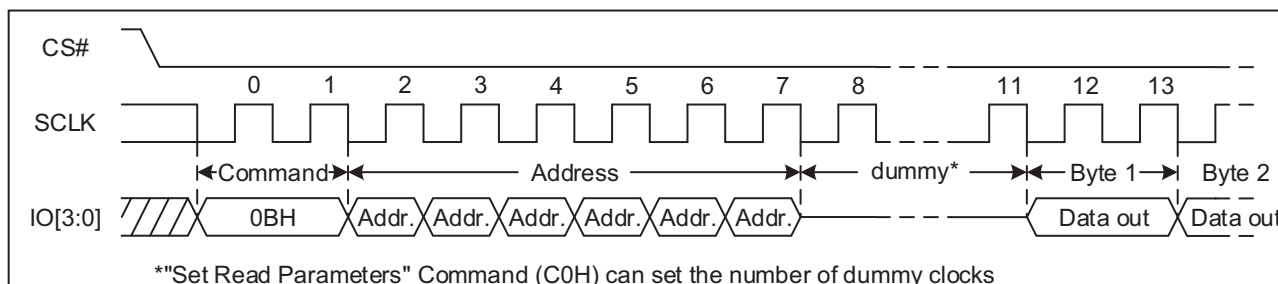 CS#
0 1 2 3 4 5 6 7 8 11 12 13
SCLK
Command Address dummy* Byte 1 Byte 2
IO[3:0] 0BH Addr. Addr. Addr. Addr. Addr. Addr. Data out Data out
*"Set Read Parameters" Command (C0H) can set the number of dummy clocks